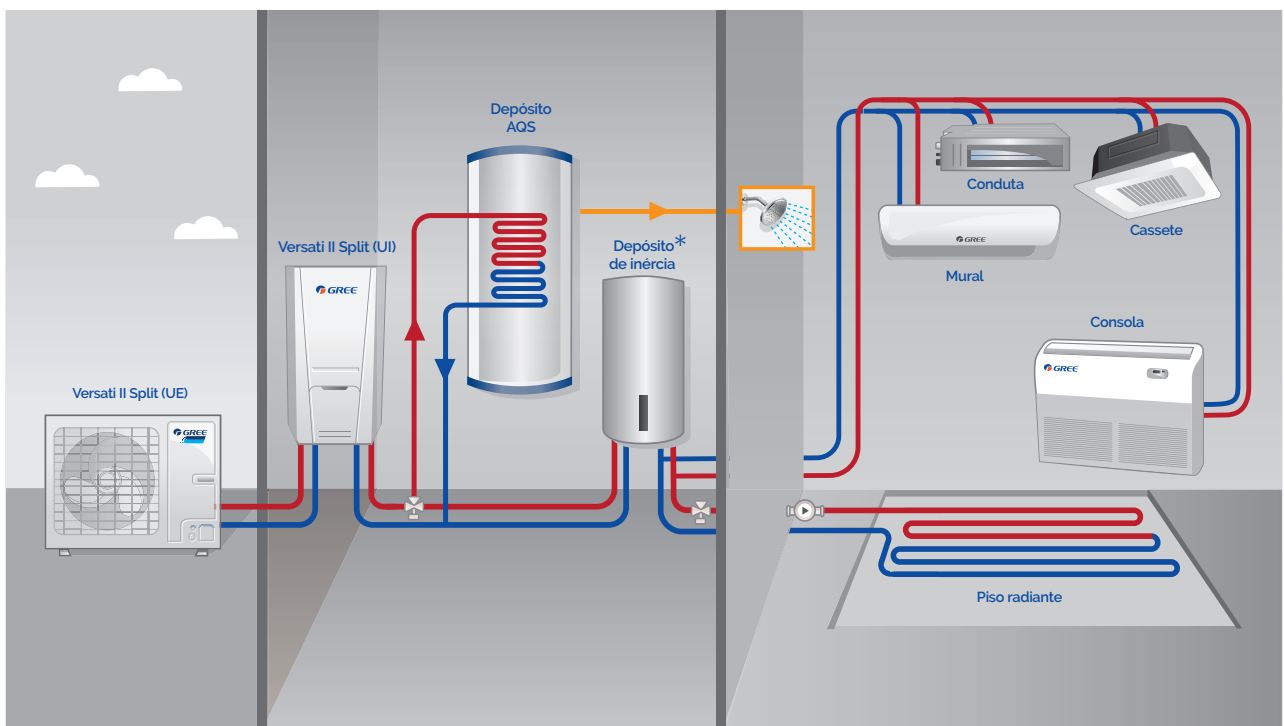 Depósito
AQS
Versati II Split (UI)
Depósito*
de inércia
Conduta
Cassete
GREE
Mural
GREE
Consola
GREE
Versati II Split (UE)
GREE
Piso radiante